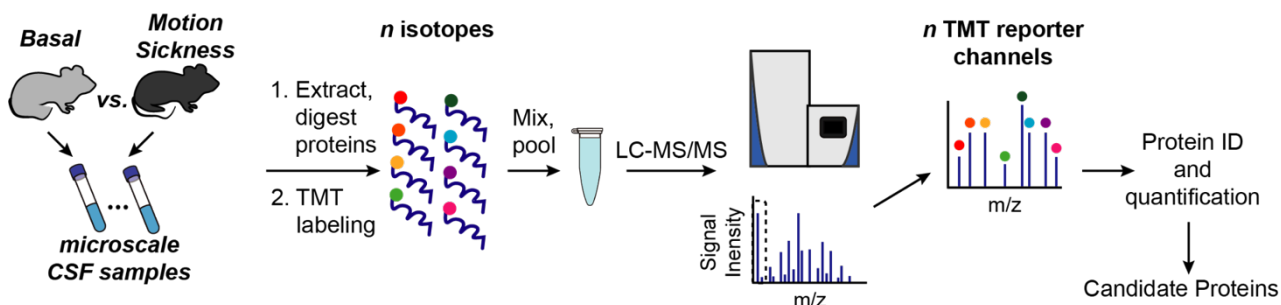 Basal
Motion
Sickness
vs.
...
microscale
CSF samples
1. Extract,
digest
proteins
2. TMT
labeling
n isotopes
Mix,
pool
LC-MS/MS
Signal
Inensity
m/z
n TMT reporter
channels
m/z
Protein ID
and
quantification
Candidate Proteins